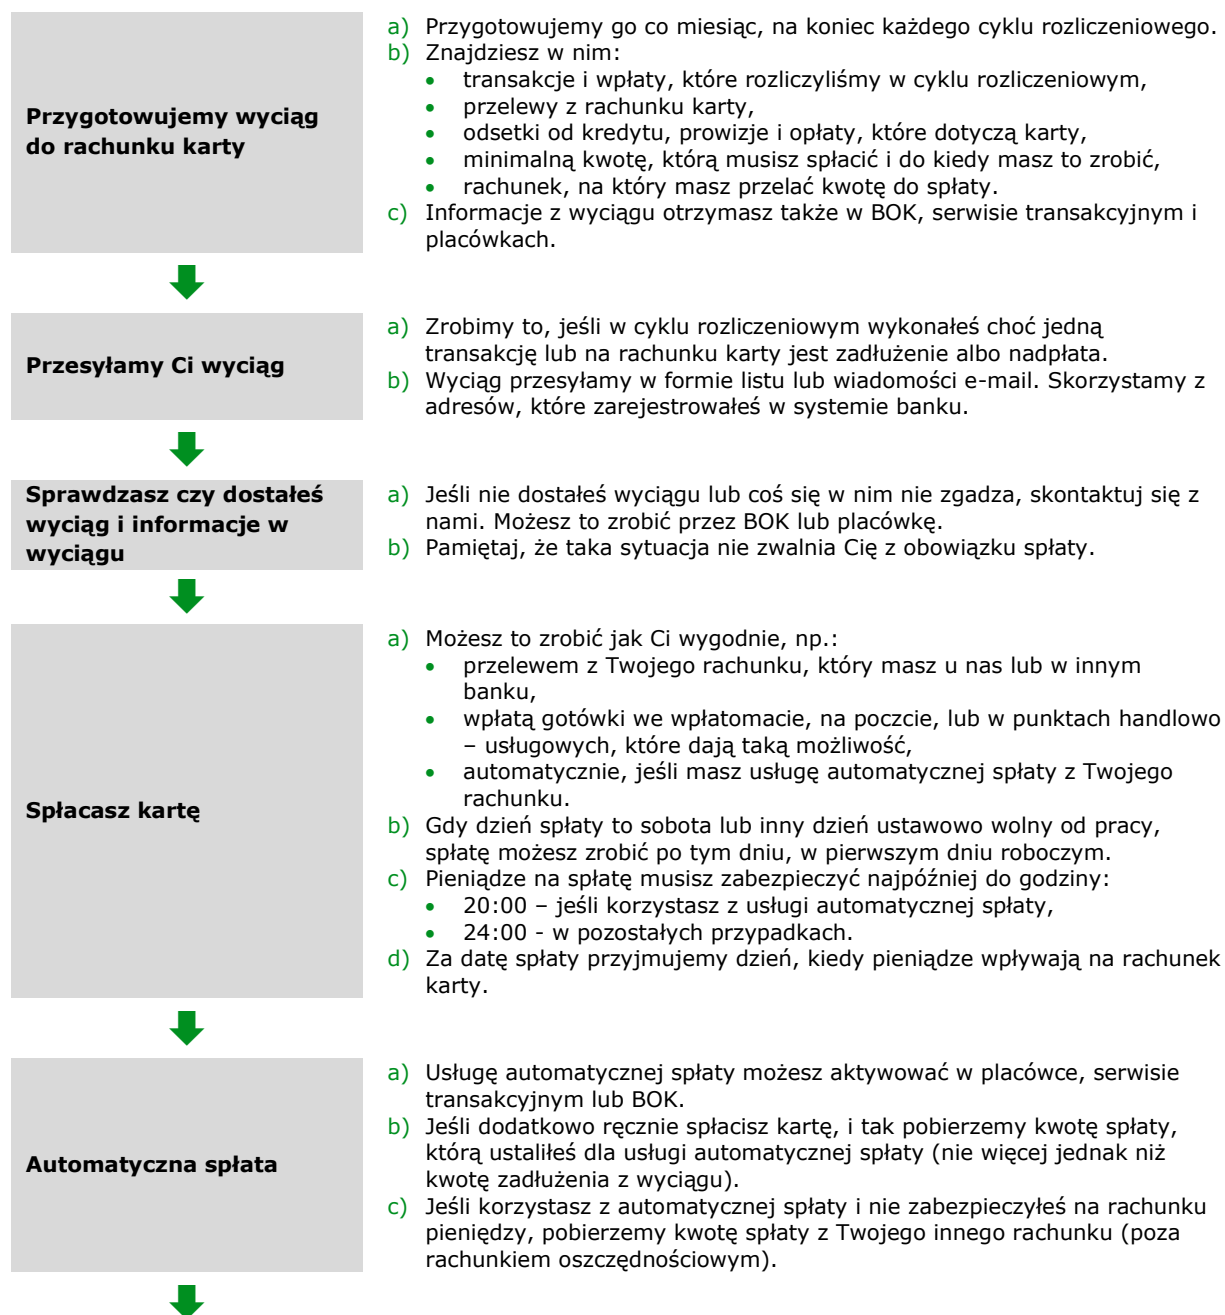 Przygotowujemy wyciąg
do rachunku karty
a) Przygotowujemy go co miesiąc, na koniec każdego cyklu rozliczeniowego.
b) Znajdziesz w nim:
• transakcje i wpłaty, które rozliczyliśmy w cyklu rozliczeniowym,
• przelewy z rachunku karty,
• odsetki od kredytu, prowizje i opłaty, które dotyczą karty,
• minimalną kwotę, którą musisz spłacić i do kiedy masz to zrobić,
• rachunek, na który masz przelać kwotę do spłaty.
c) Informacje z wyciągu otrzymasz także w BOK, serwisie transakcyjnym i
placówkach.
Przesyłamy Ci wyciąg
a) Zrobimy to, jeśli w cyklu rozliczeniowym wykonałeś choć jedną
transakcję lub na rachunku karty jest zadłużenie albo nadpłata.
b) Wyciąg przesyłamy w formie listu lub wiadomości e-mail. Skorzystamy z
adresów, które zarejestrowałeś w systemie banku.
Sprawdzasz czy dostałeś
wyciąg i informacje w
wyciągu
a) Jeśli nie dostałeś wyciągu lub coś się w nim nie zgadza, skontaktuj się z
nami. Możesz to zrobić przez BOK lub placówkę.
b) Pamiętaj, że taka sytuacja nie zwalnia Cię z obowiązku spłaty.
Spłacasz kartę
a) Możesz to zrobić jak Ci wygodnie, np.:
• przelewem z Twojego rachunku, który masz u nas lub w innym
banku,
• wpłatą gotówki we wpłatomacie, na poczcie, lub w punktach handlowo
– usługowych, które dają taką możliwość,
• automatycznie, jeśli masz usługę automatycznej spłaty z Twojego
rachunku.
b) Gdy dzień spłaty to sobota lub inny dzień ustawowo wolny od pracy,
spłatę możesz zrobić po tym dniu, w pierwszym dniu roboczym.
c) Pieniądze na spłatę musisz zabezpieczyć najpóźniej do godziny:
• 20:00 – jeśli korzystasz z usługi automatycznej spłaty,
• 24:00 - w pozostałych przypadkach.
d) Za datę spłaty przyjmujemy dzień, kiedy pieniądze wpływają na rachunek
karty.
Automatyczna spłata
a) Usługę automatycznej spłaty możesz aktywować w placówce, serwisie
transakcyjnym lub BOK.
b) Jeśli dodatkowo ręcznie spłacisz kartę, i tak pobierzemy kwotę spłaty,
którą ustaliłeś dla usługi automatycznej spłaty (nie więcej jednak niż
kwotę zadłużenia z wyciągu).
c) Jeśli korzystasz z automatycznej spłaty i nie zabezpieczyłeś na rachunku
pieniędzy, pobierzemy kwotę spłaty z Twojego innego rachunku (poza
rachunkiem oszczędnościowym).